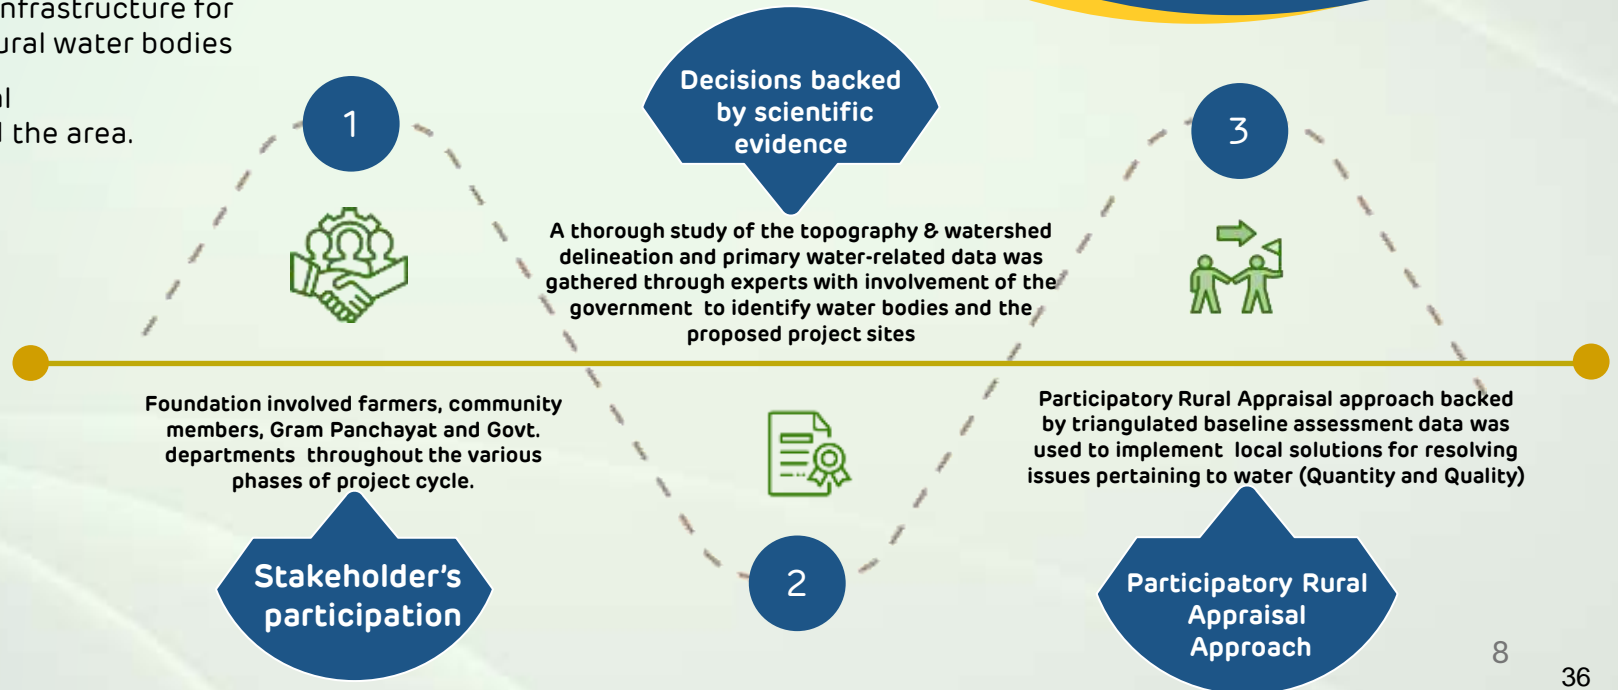 nfrastructure for
ural water bodies
al
the area.
1
Foundation involved farmers, community
members, Gram Panchayat and Govt.
departments throughout the various
phases of project cycle.
Stakeholder's
participation
Decisions backed
by scientific
evidence
A thorough study of the topography & watershed
delineation and primary water-related data was
gathered through experts with involvement of the
government to identify water bodies and the
proposed project sites
2
3
Participatory Rural Appraisal approach backed
by triangulated baseline assessment data was
used to implement local solutions for resolving
issues pertaining to water (Quantity and Quality)
Participatory Rural
Appraisal
Approach
8
36